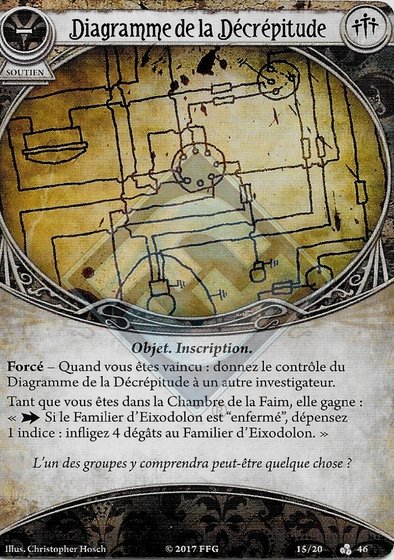 Diagramme de la Décrépitude
SOUTIEN
Objet. Inscription.
Forcé – Quand vous êtes vaincu : donnez le contrôle du
Diagramme de la Décrépitude à un autre investigateur.
Tant que vous êtes dans la Chambre de la Faim, elle gagne :
« Si le Familier d’Eixodolon est “enfermé”, dépensez
1 indice : infligez 4 dégâts au Familier d’Eixodolon. »
L’un des groupes y comprendra peut-être quelque chose ?
Illus. Christopher Hosch © 2017 FFG 15/20 46